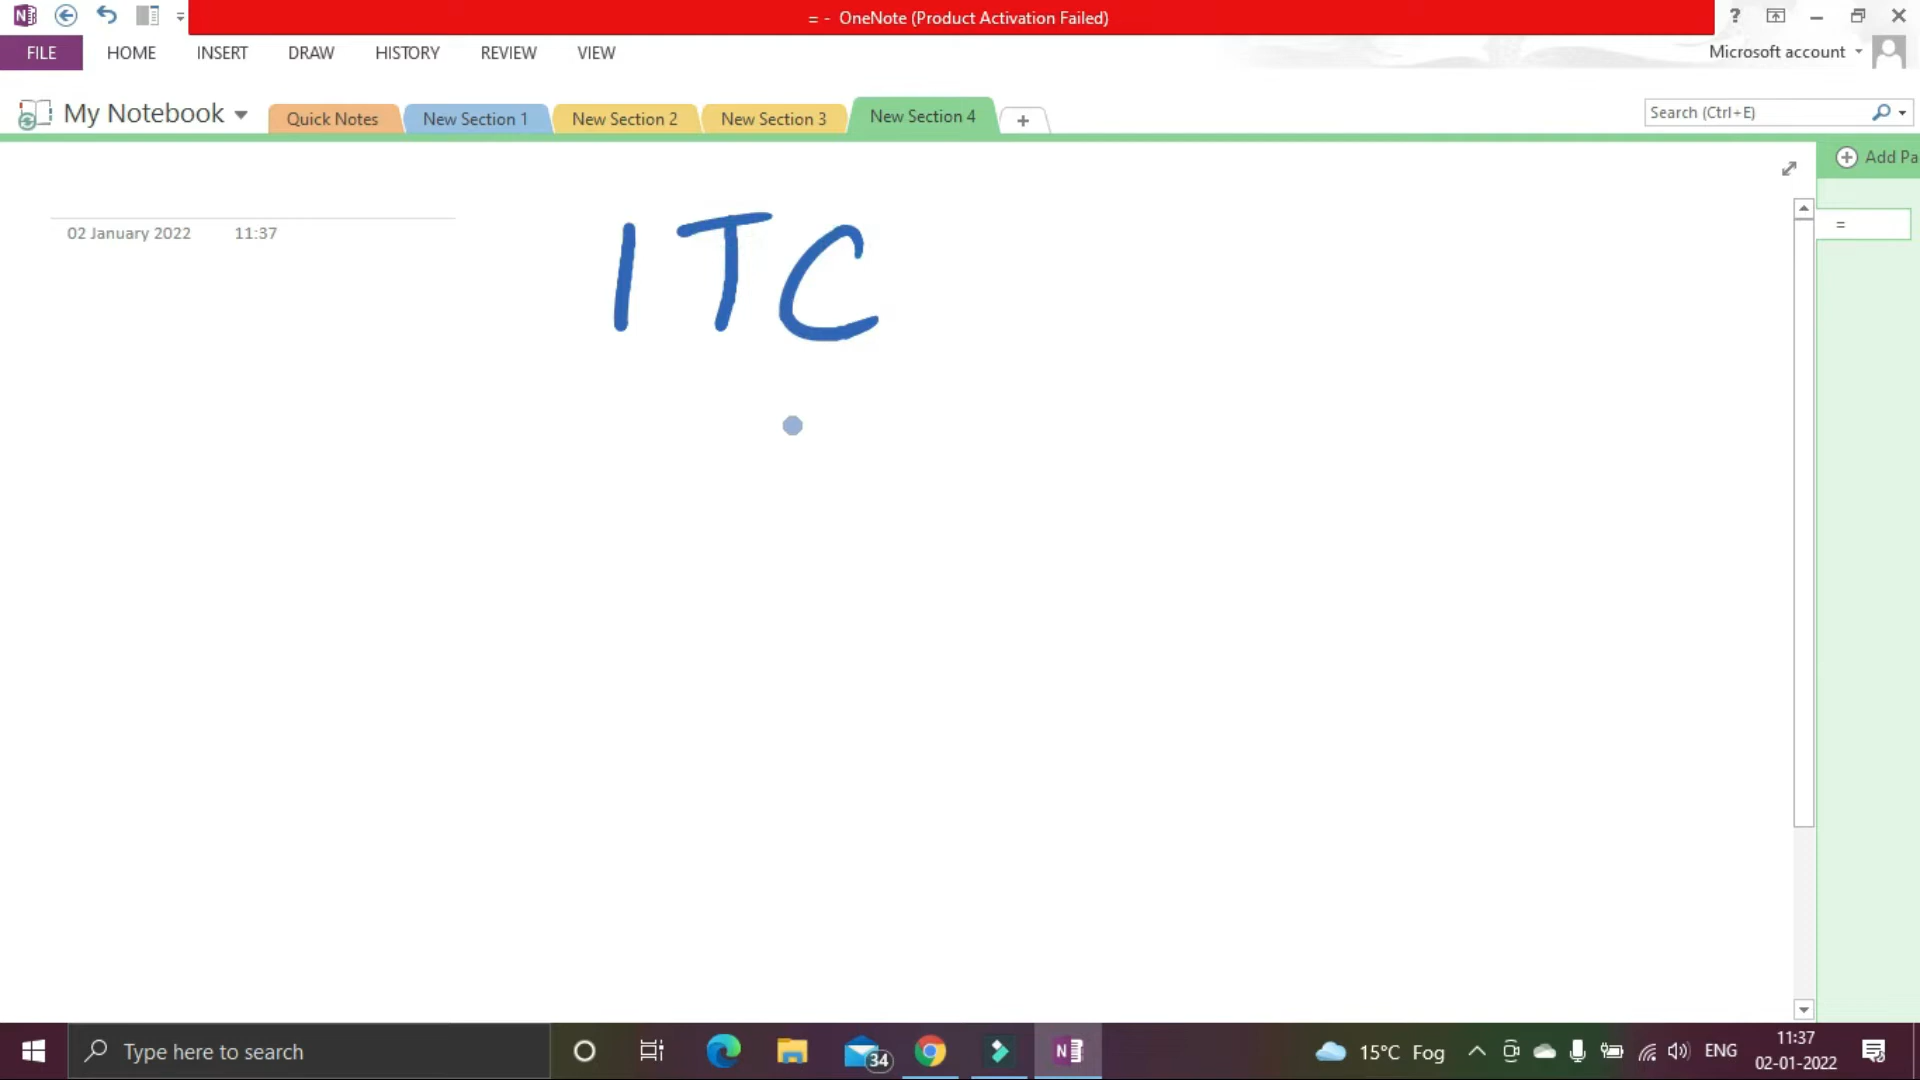 = - OneNote (Product Activation Failed)
?
FILE HOME INSERT DRAW HISTORY REVIEW VIEW
Microsoft account
My Notebook
Quick Notes New Section 1 New Section 2 New Section 3 New Section 4 +
Search (Ctrl+E)
Add Pa
=
02 January 2022 11:37
ITC
Type here to search
34
15°C Fog
ENG
11:37
02-01-2022